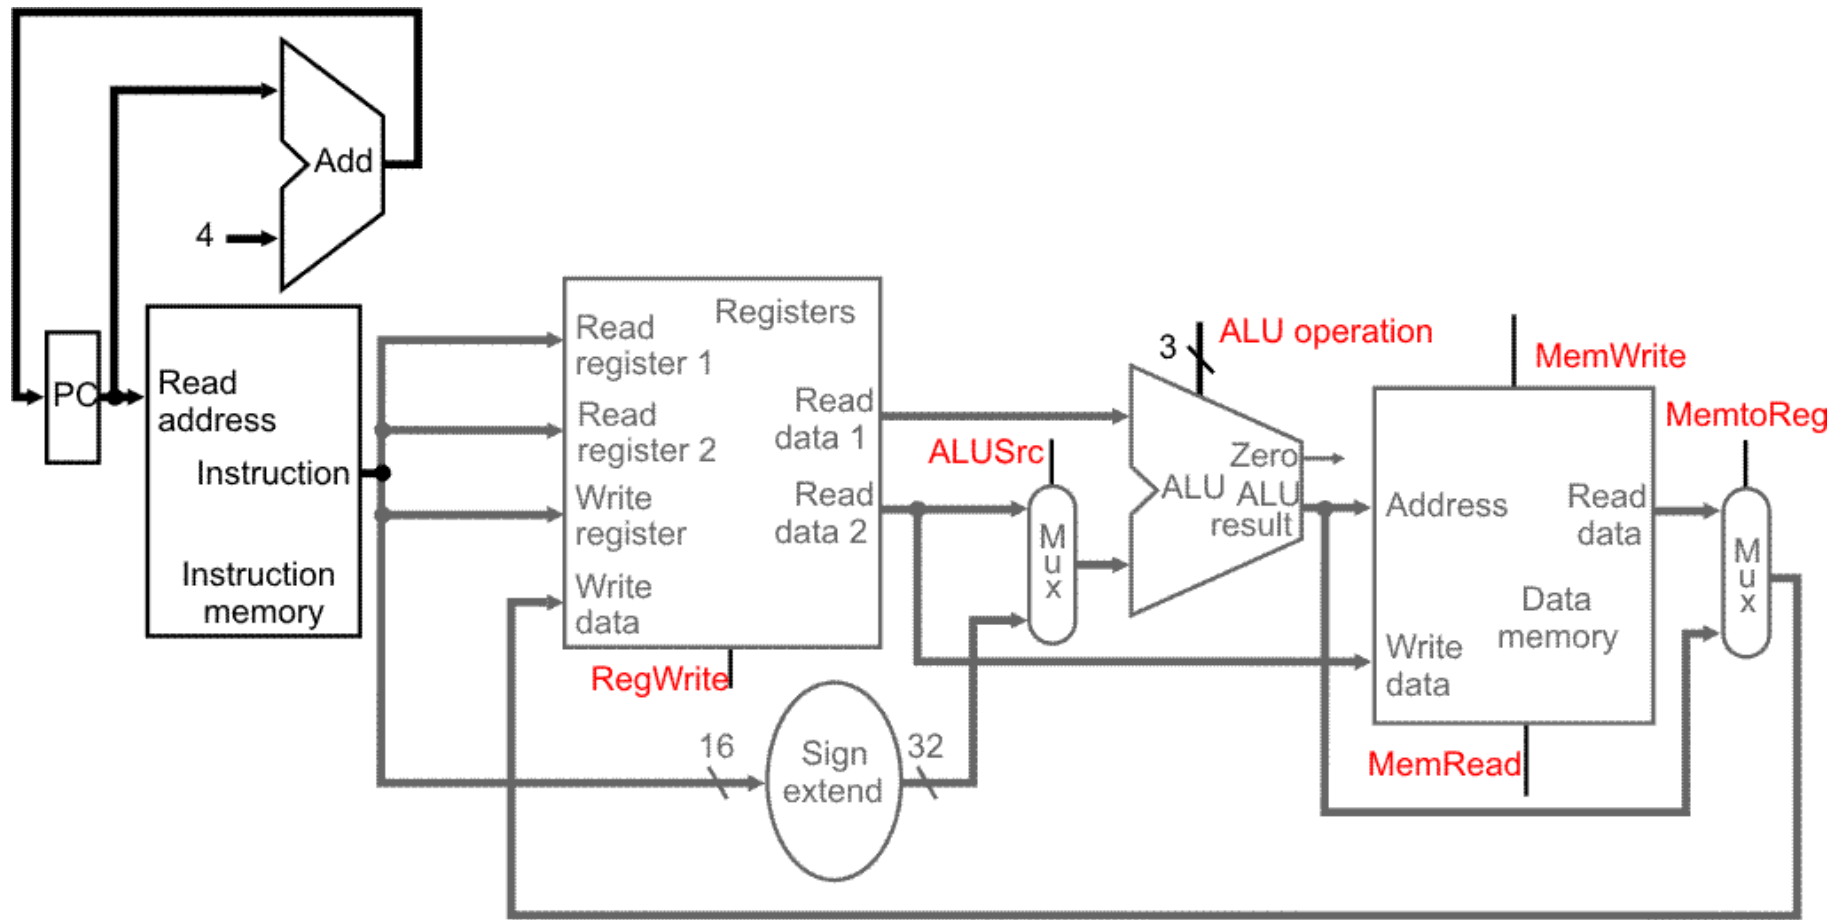 Add
4
PC
Read
address
Instruction
Instruction
memory
Registers
Read
register 1
Read
register 2
Write
register
Write
data
Read
data 1
Read
data 2
RegWrite
16
Sign
extend
32
ALUSrc
M
u
x
3
ALU operation
Zero
ALU
ALU
result
MemWrite
Address
Read
data
Data
memory
Write
data
MemRead
MemtoReg
M
u
x